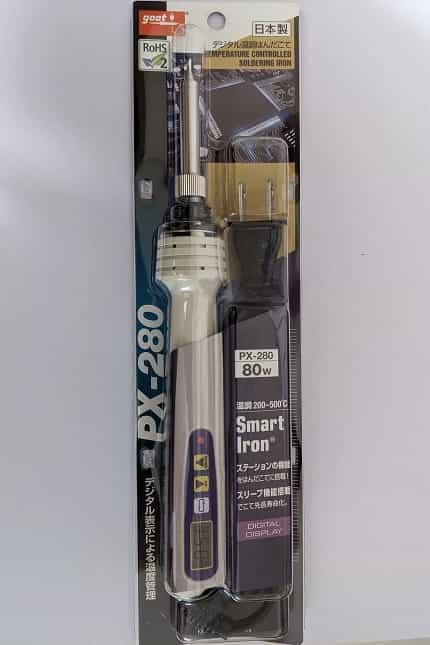 goot
日本製
RoHS
2
デジタル温調はんだこて
TEMPERATURE CONTROLLED
SOLDERING IRON
PX-280
PX-280
80W
温調 200~500℃
Smart
Iron®
ステーションの機能
をはんだこてに搭載!
スリープ機能搭載
でこて先長寿命化。
DIGITAL
DISPLAY
デジタル表示による温度管理